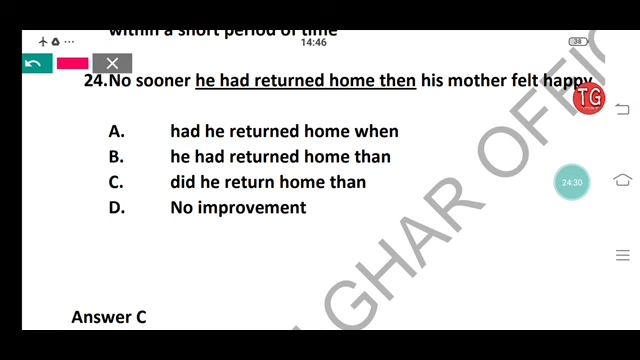 within a short period of time
14:46
38
24.No sooner he had returned home then his mother felt happy
TG
A. had he returned home when
B. he had returned home than
C. did he return home than
D. No improvement
24:30
Answer C
GHAR OFFI